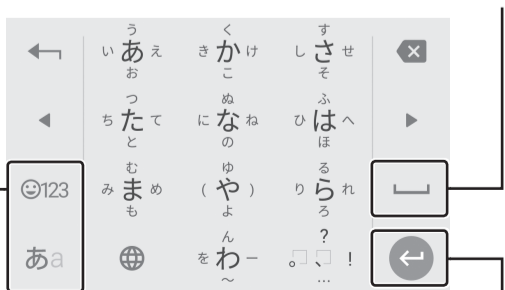 う く す
い あ え き か け し さ せ
お こ そ
つ ぬ ふ
ち た て に な ね ひ は へ
と の ほ
む ゆ る
😊123 み ま め ( や ) り ら れ
も よ ろ
ん ?
あa を わ ー 。 、 !
〜 …